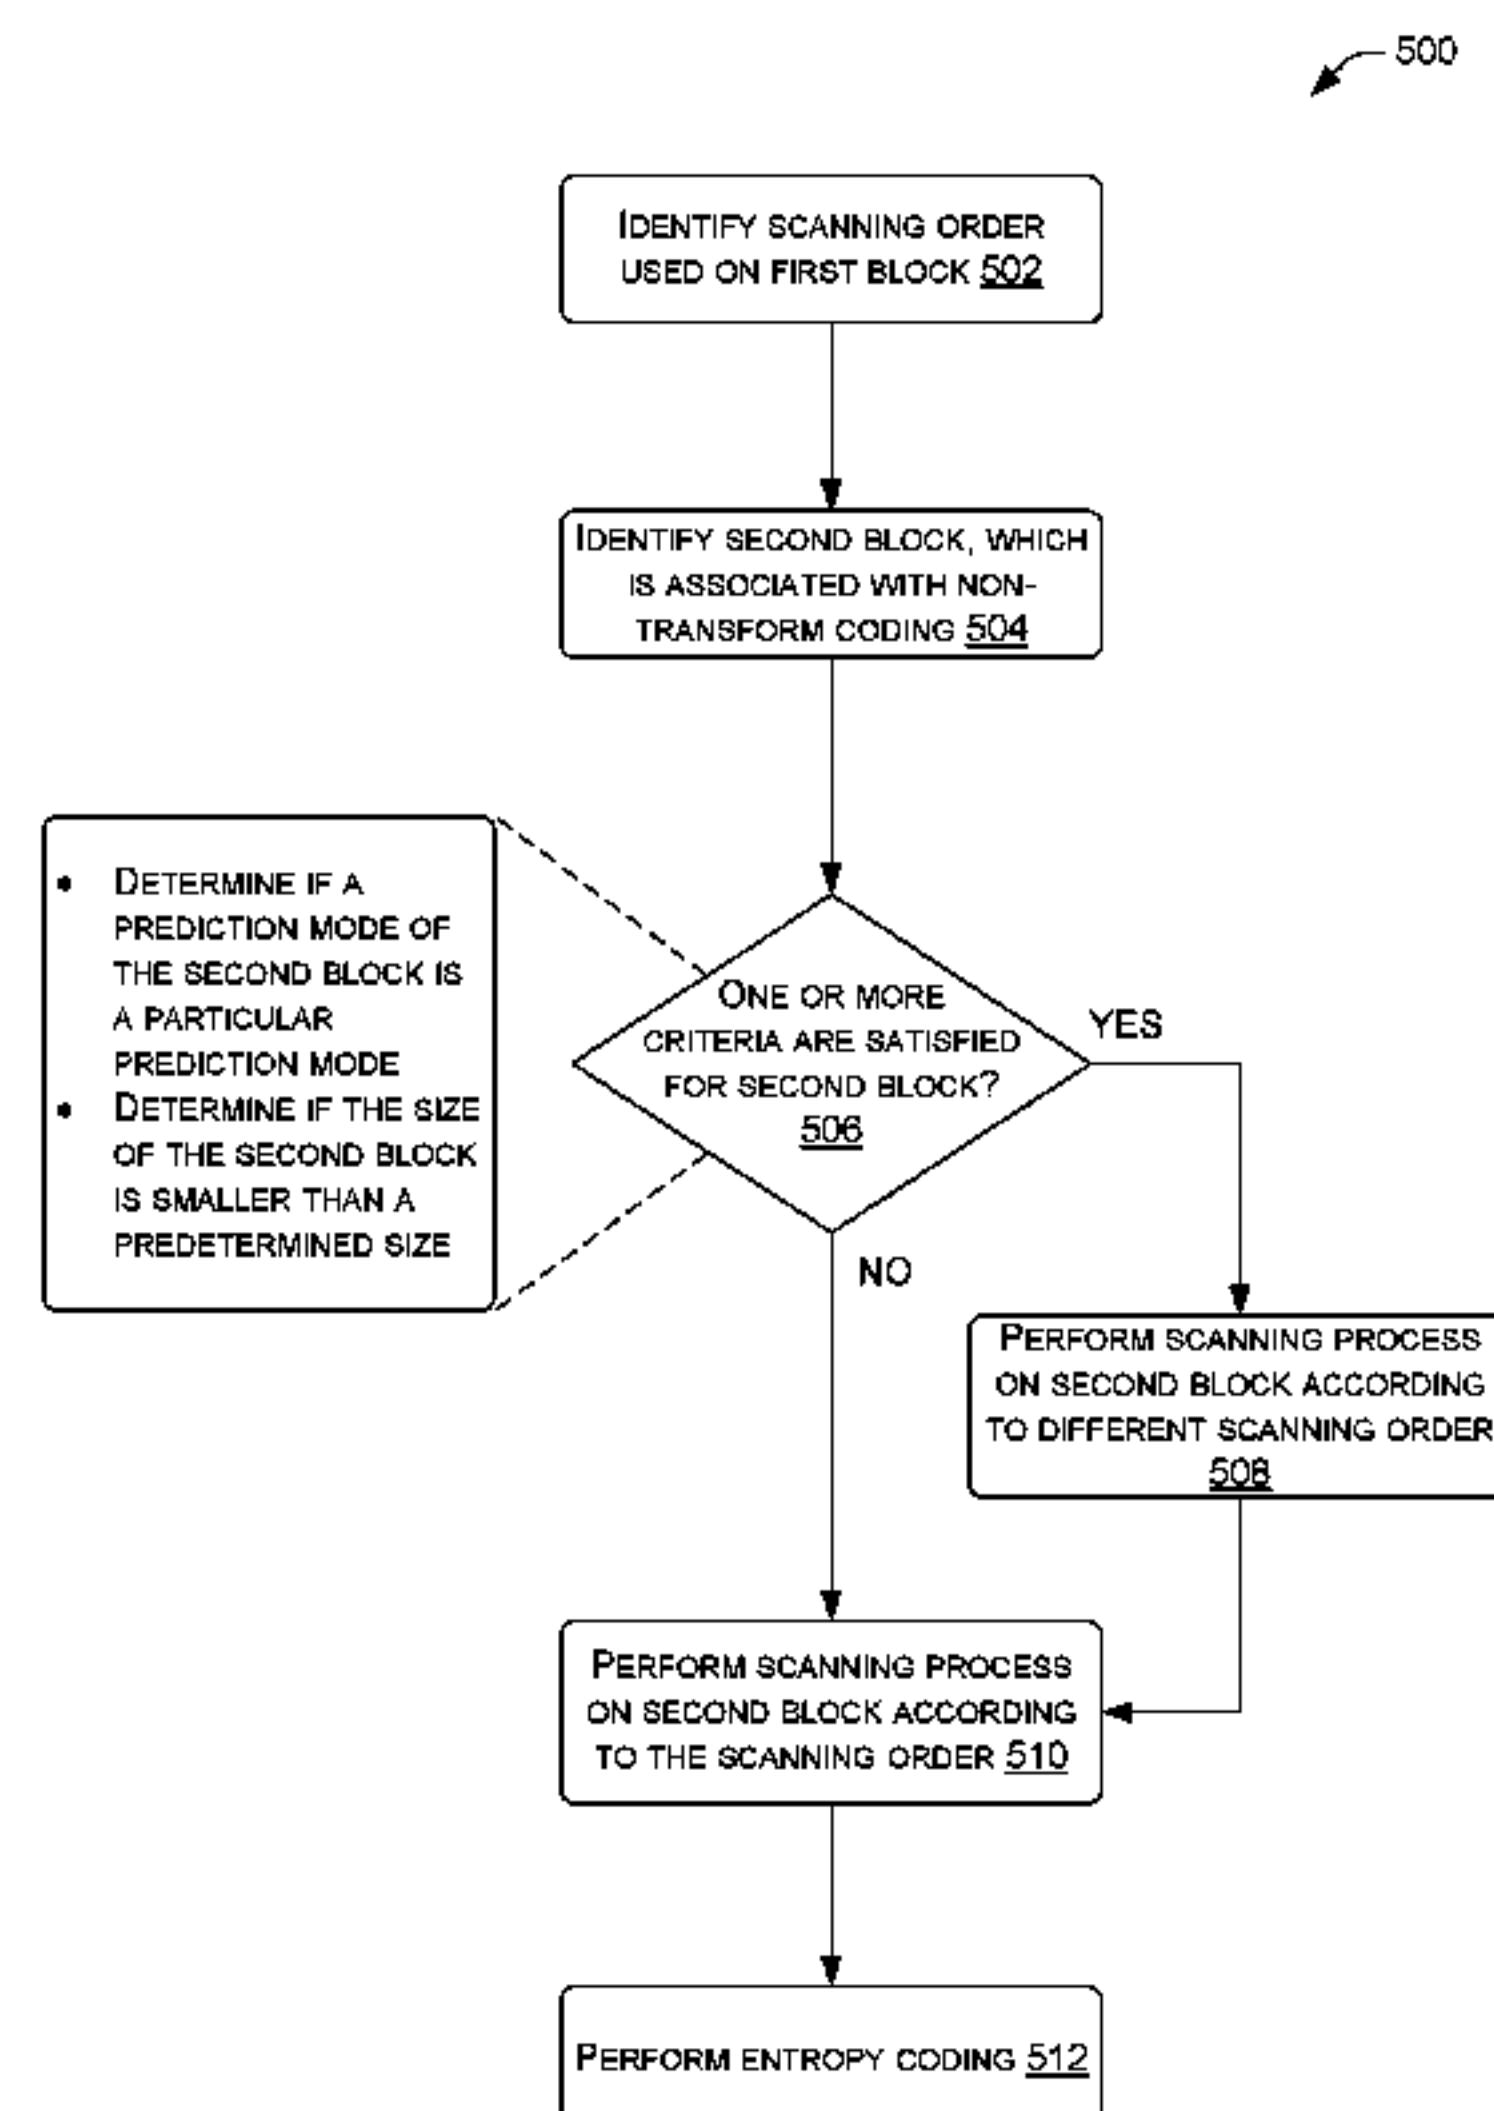 500
IDENTIFY SCANNING ORDER
USED ON FIRST BLOCK 502
IDENTIFY SECOND BLOCK, WHICH
IS ASSOCIATED WITH NON-
TRANSFORM CODING 504
• DETERMINE IF A
PREDICTION MODE OF
THE SECOND BLOCK IS
A PARTICULAR
PREDICTION MODE
• DETERMINE IF THE SIZE
OF THE SECOND BLOCK
IS SMALLER THAN A
PREDETERMINED SIZE
ONE OR MORE
CRITERIA ARE SATISFIED
FOR SECOND BLOCK?
506
YES
NO
PERFORM SCANNING PROCESS
ON SECOND BLOCK ACCORDING
TO DIFFERENT SCANNING ORDER
508
PERFORM SCANNING PROCESS
ON SECOND BLOCK ACCORDING
TO THE SCANNING ORDER 510
PERFORM ENTROPY CODING 512